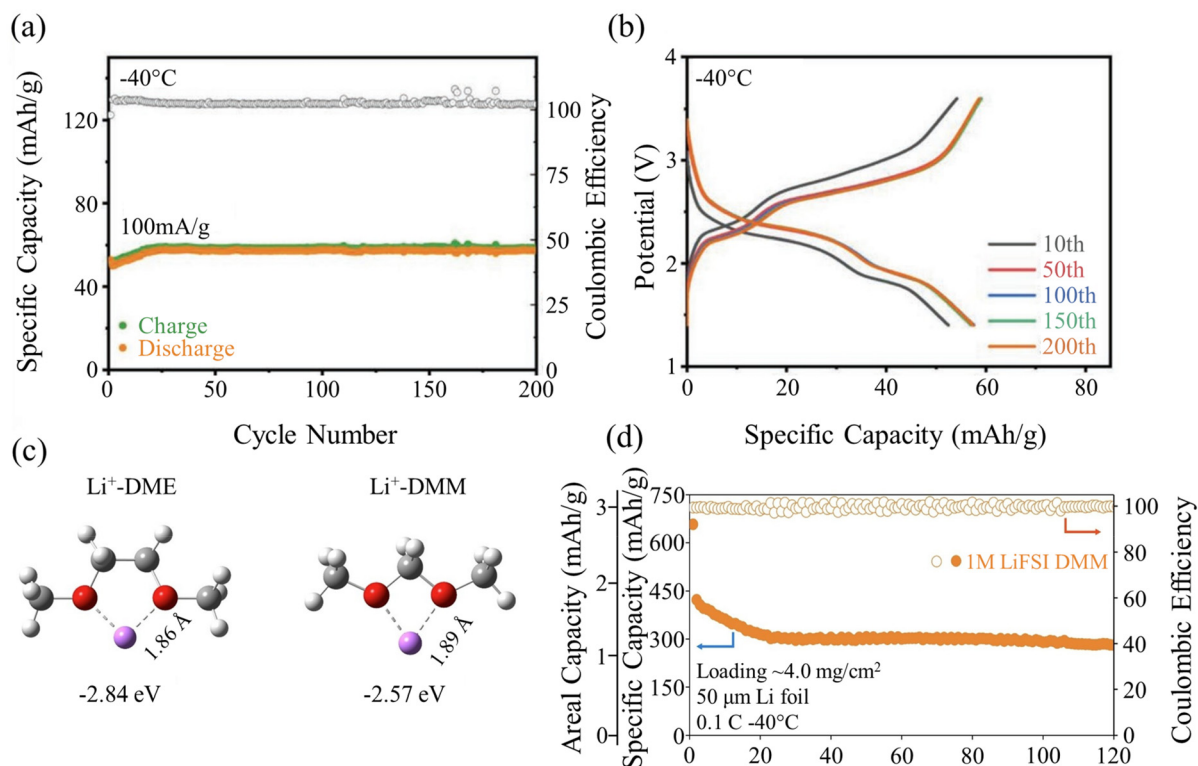 (a)
-40°C
100mA/g
Charge
Discharge
Specific Capacity (mAh/g)
0
40
80
120
Coulombic Efficiency
0
25
50
75
100
0
50
100
150
200
Cycle Number
(b)
-40°C
Potential (V)
1
2
3
4
10th
50th
100th
150th
200th
0
20
40
60
80
Specific Capacity (mAh/g)
(c)
Li⁺-DME
1.86 Å
-2.84 eV
Li⁺-DMM
1.89 Å
-2.57 eV
(d)
Areal Capacity (mAh/g)
0
1
2
3
Specific Capacity (mAh/g)
0
150
300
450
600
750
1M LiFSI DMM
Loading ~4.0 mg/cm²
50 μm Li foil
0.1 C -40°C
Coulombic Efficiency
0
20
40
60
80
100
0
20
40
60
80
100
120